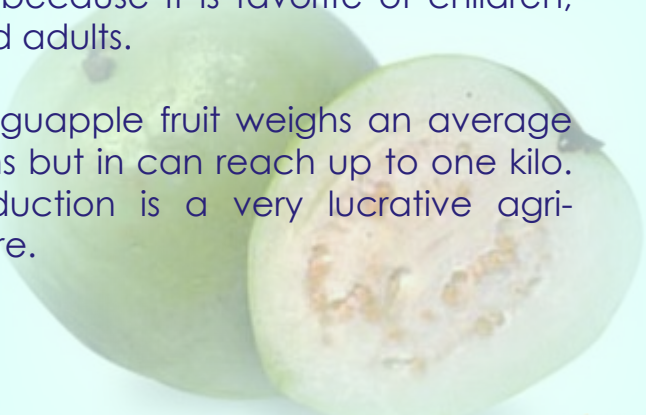 because it is favorite of children,
d adults.
guapple fruit weighs an average
s but in can reach up to one kilo.
duction is a very lucrative agri-
re.